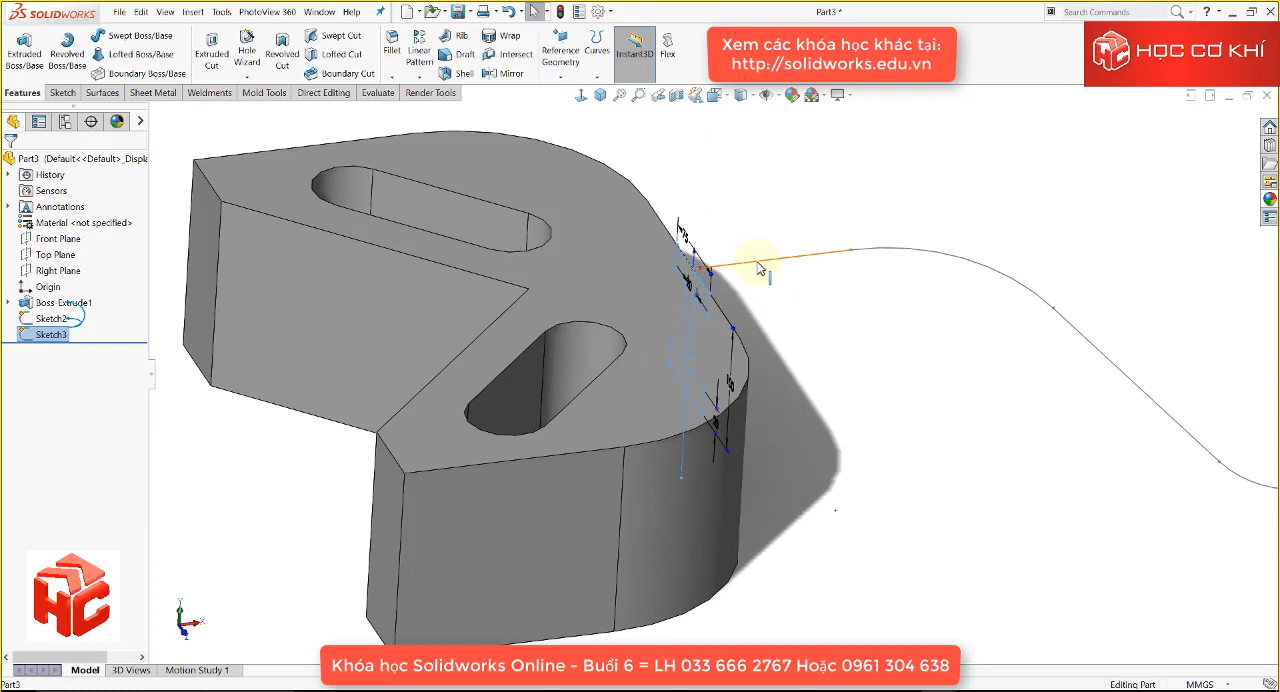 SOLIDWORKS
File
Edit
View
Insert
Tools
PhotoView 360
Window
Help
Part3 *
Search Commands
Extruded Boss/Base
Revolved Boss/Base
Swept Boss/Base
Lofted Boss/Base
Boundary Boss/Base
Extruded Cut
Hole Wizard
Revolved Cut
Swept Cut
Lofted Cut
Boundary Cut
Fillet
Linear Pattern
Rib
Draft
Shell
Wrap
Intersect
Mirror
Reference Geometry
Curves
Instant3D
Flex
Xem các khóa học khác tại:
http://solidworks.edu.vn
HỌC CƠ KHÍ
Features
Sketch
Surfaces
Sheet Metal
Weldments
Mold Tools
Direct Editing
Evaluate
Render Tools
Part3 (Default<<Default>_Displa
History
Sensors
Annotations
Material <not specified>
Front Plane
Top Plane
Right Plane
Origin
Boss-Extrude1
Sketch2
Sketch3
Y
X
Z
HC
Khóa học Solidworks Online - Buổi 6 = LH 033 666 2767 Hoặc 0961 304 638
Model
3D Views
Motion Study 1
Part3
Editing Part
MMGS